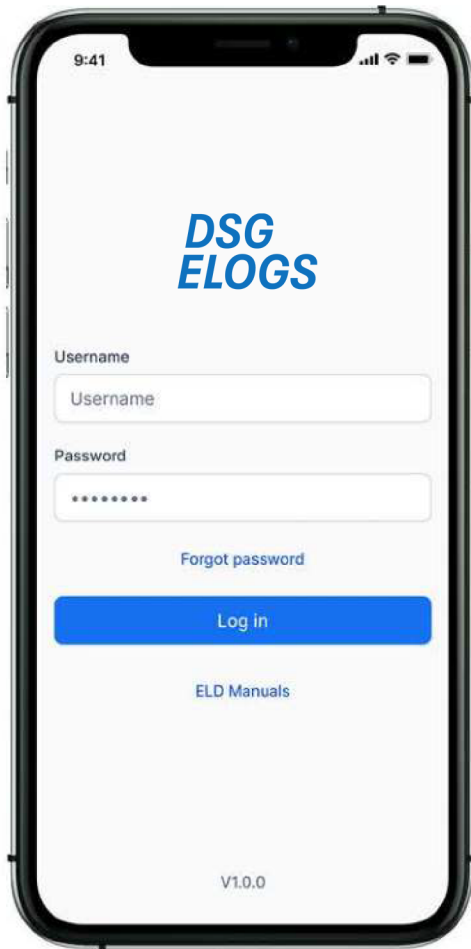 9:41
DSG
ELOGS
Username
Username
Password
••••••••
Forgot password
Log in
ELD Manuals
V1.0.0